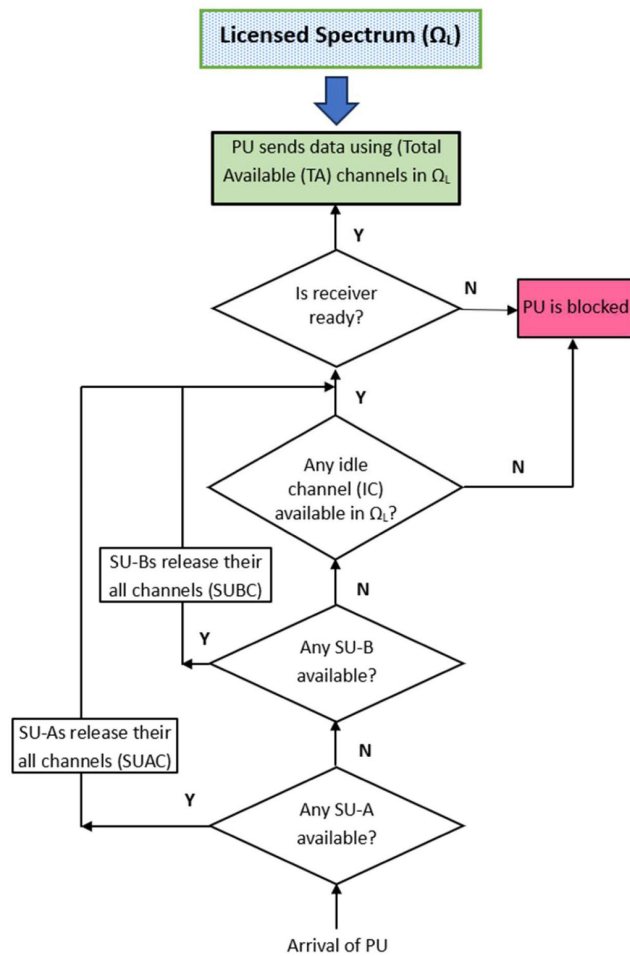 Licensed Spectrum (Ω_L)
PU sends data using (Total
Available (TA) channels in Ω_L
Y
Is receiver
ready?
N
PU is blocked
Y
Any idle
channel (IC)
available in Ω_L?
N
SU-Bs release their
all channels (SUBC)
N
Y
Any SU-B
available?
SU-As release their
all channels (SUAC)
N
Y
Any SU-A
available?
Arrival of PU